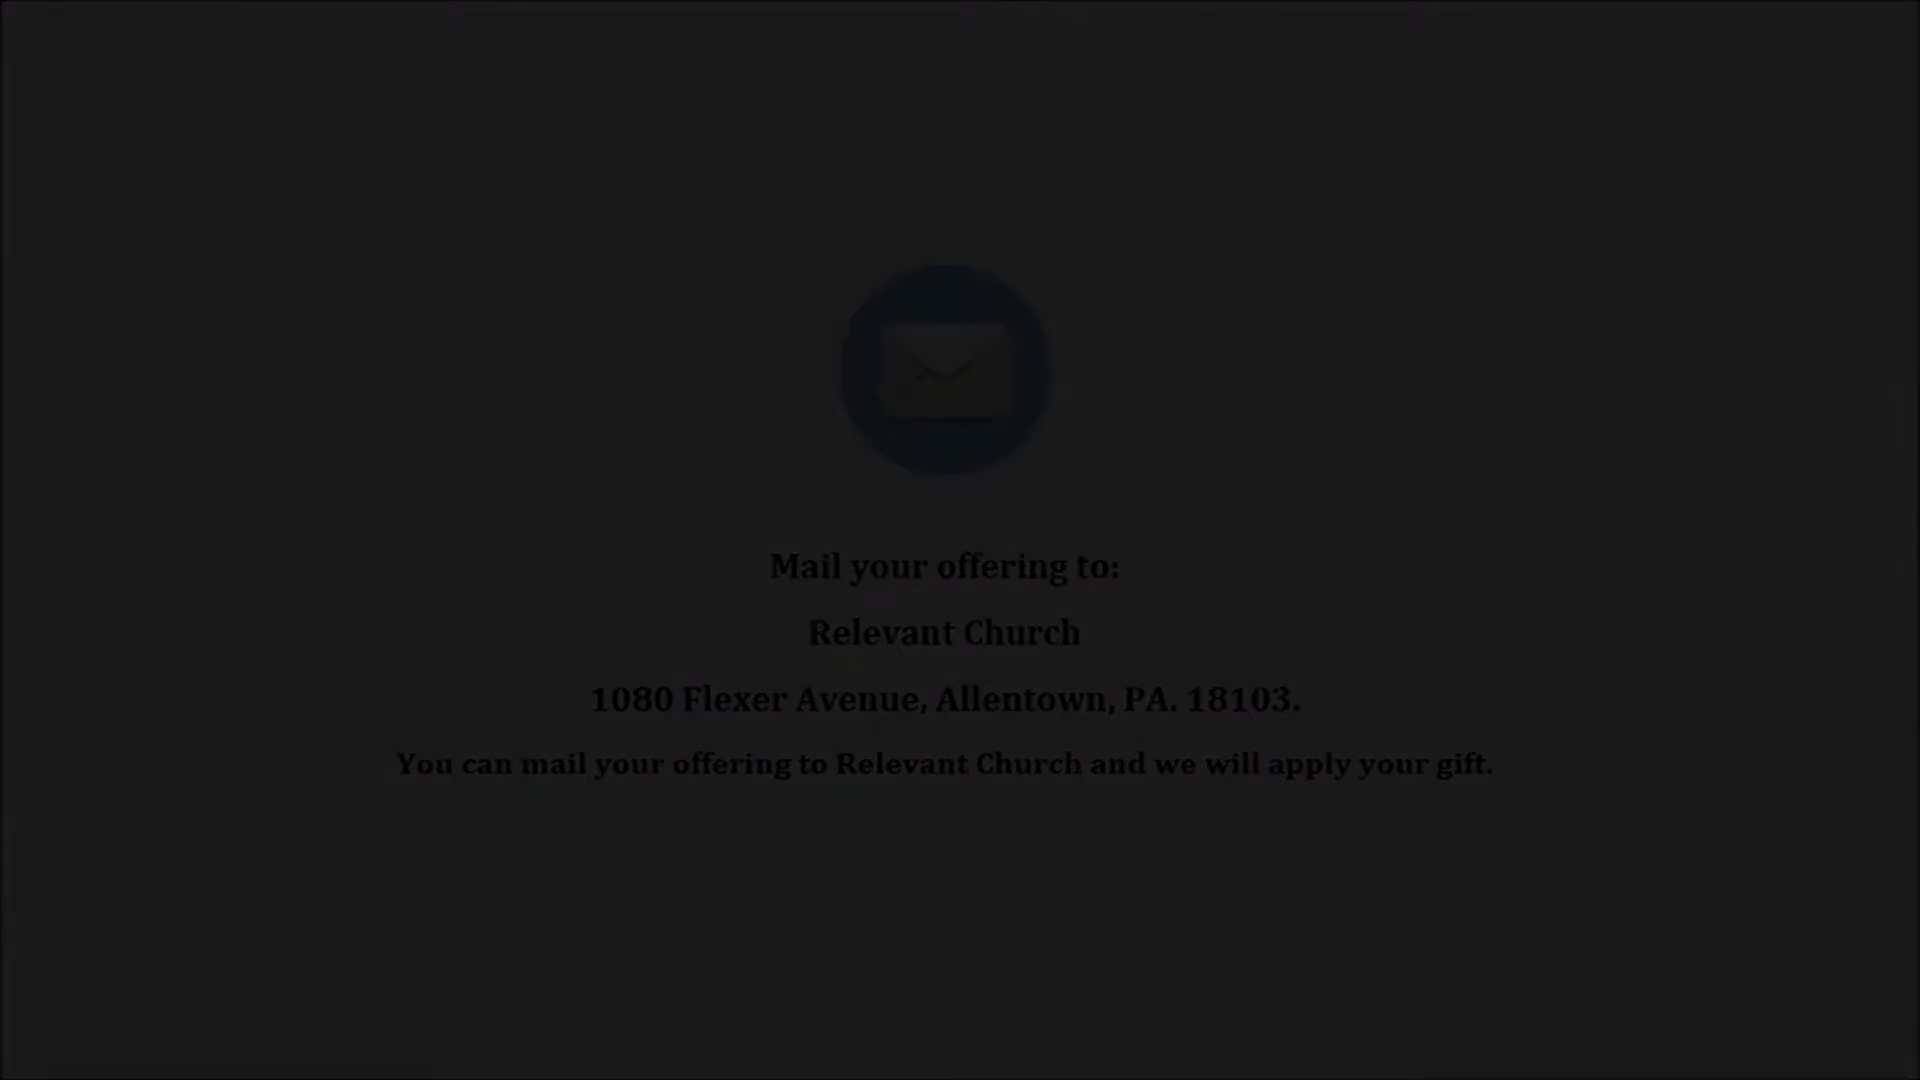 Mail your offering to:
Relevant Church
1080 Flexer Avenue, Allentown, PA. 18103.
You can mail your offering to Relevant Church and we will apply your gift.